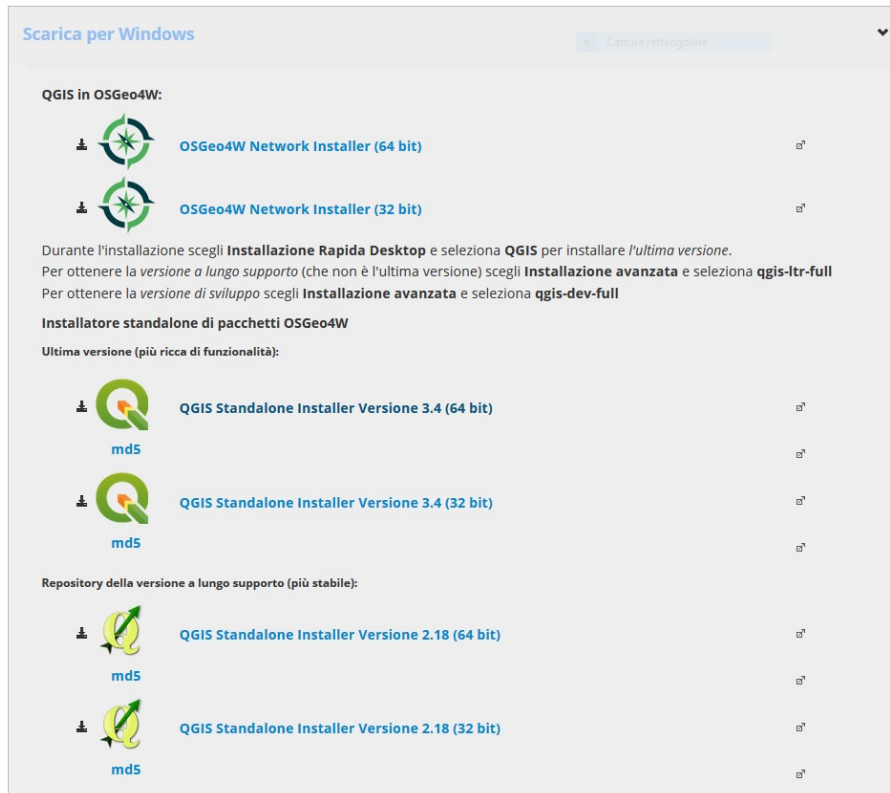 Scarica per Windows
Cattura rettangolare
QGIS in OSGeo4W:
OSGeo4W Network Installer (64 bit)
OSGeo4W Network Installer (32 bit)
Durante l'installazione scegli Installazione Rapida Desktop e seleziona QGIS per installare l'ultima versione.
Per ottenere la versione a lungo supporto (che non è l'ultima versione) scegli Installazione avanzata e seleziona qgis-ltr-full
Per ottenere la versione di sviluppo scegli Installazione avanzata e seleziona qgis-dev-full
Installatore standalone di pacchetti OSGeo4W
Ultima versione (più ricca di funzionalità):
QGIS Standalone Installer Versione 3.4 (64 bit)
md5
QGIS Standalone Installer Versione 3.4 (32 bit)
md5
Repository della versione a lungo supporto (più stabile):
QGIS Standalone Installer Versione 2.18 (64 bit)
md5
QGIS Standalone Installer Versione 2.18 (32 bit)
md5